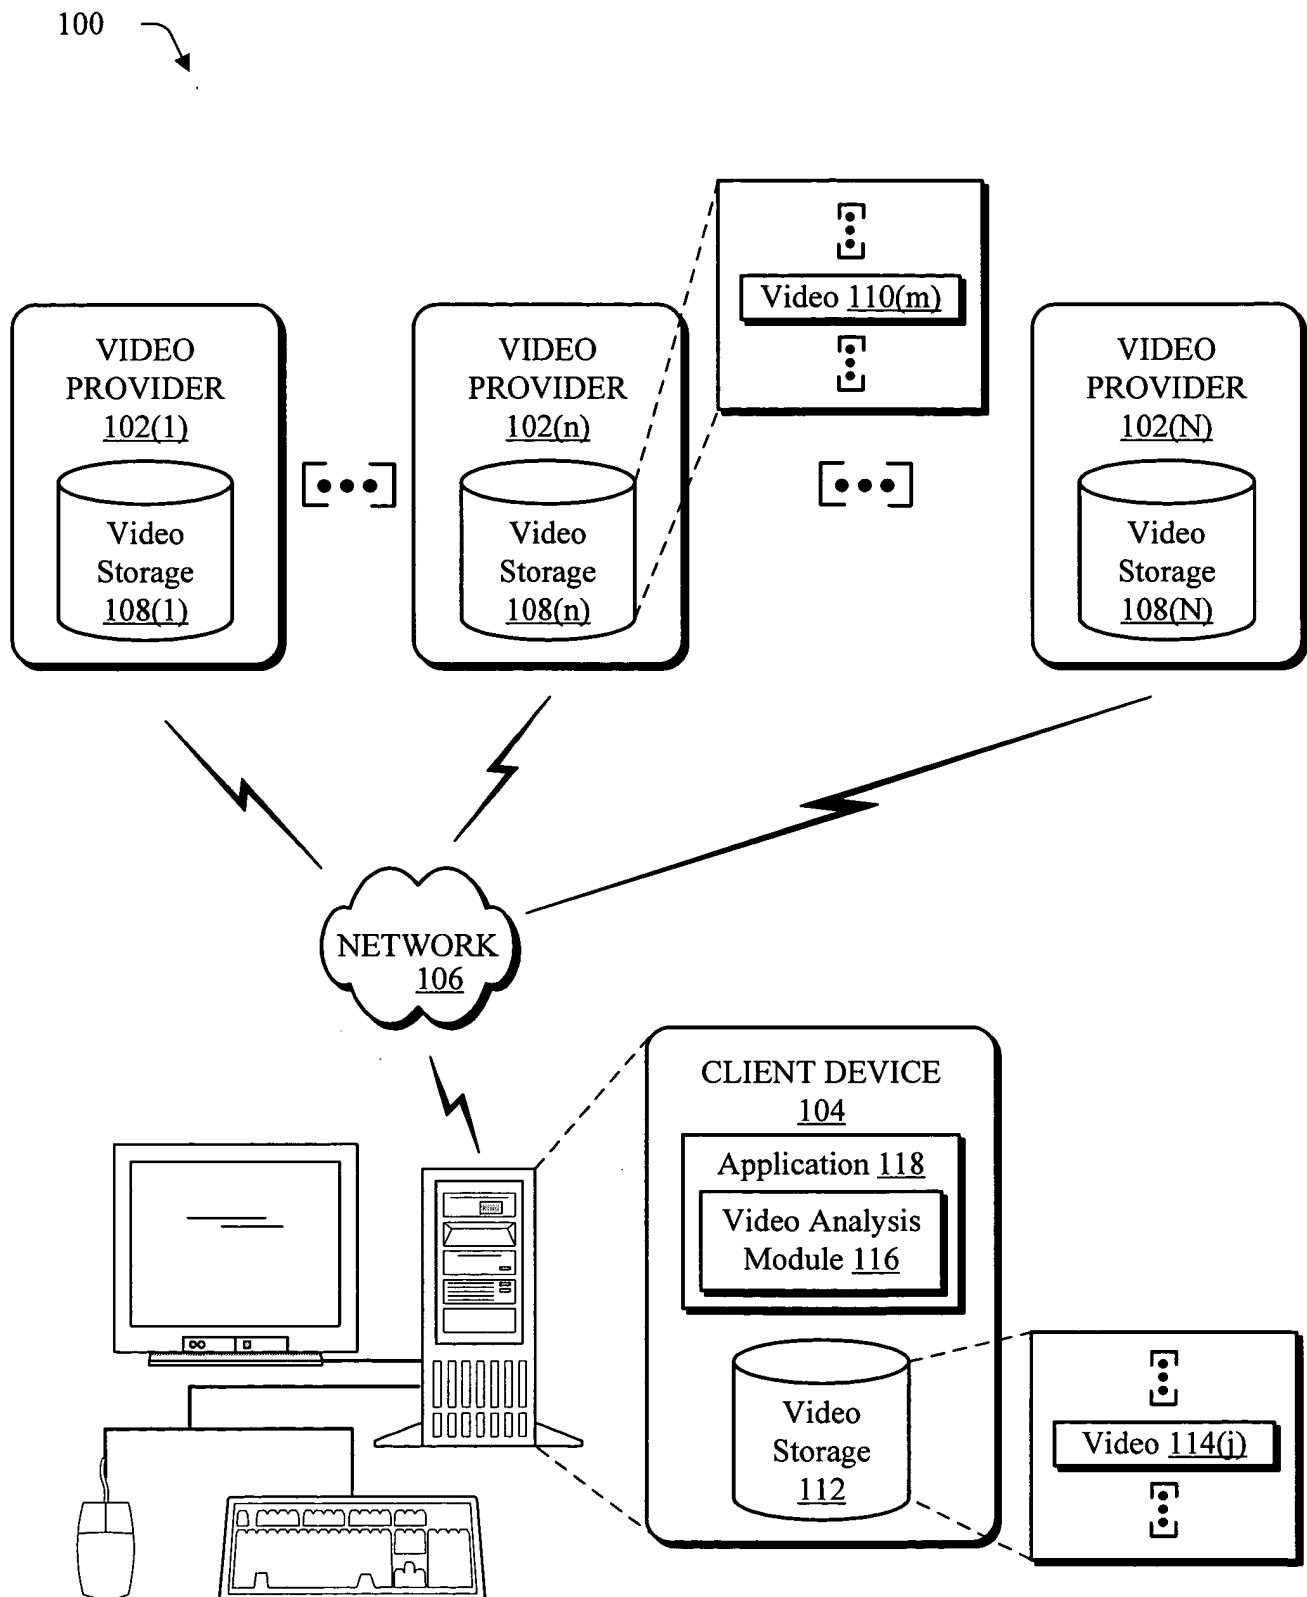 100
Video 110(m)
VIDEO
PROVIDER
102(1)
Video
Storage
108(1)
VIDEO
PROVIDER
102(n)
Video
Storage
108(n)
VIDEO
PROVIDER
102(N)
Video
Storage
108(N)
NETWORK
106
CLIENT DEVICE
104
Application 118
Video Analysis
Module 116
Video
Storage
112
Video 114(j)